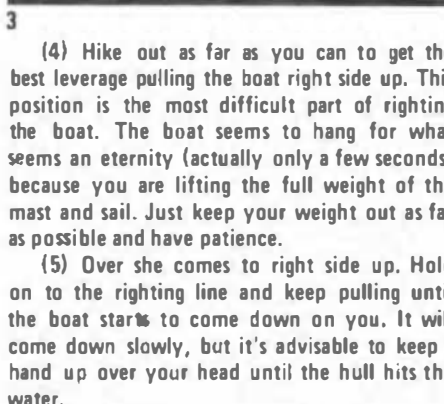 3
(4) Hike out as far as you can to get th
best leverage pulling the boat right side up. Thi
position is the most difficult part of rightin
the boat. The boat seems to hang for wha
seems an eternity (actually only a few seconds
because you are lifting the full weight of th
mast and sail. Just keep your weight out as fa
as possible and have patience.
(5) Over she comes to right side up. Hol
on to the righting line and keep pulling unt
the boat starts to come down on you. It wil
come down slowly, but it's advisable to keep
hand up over your head until the hull hits th
water.